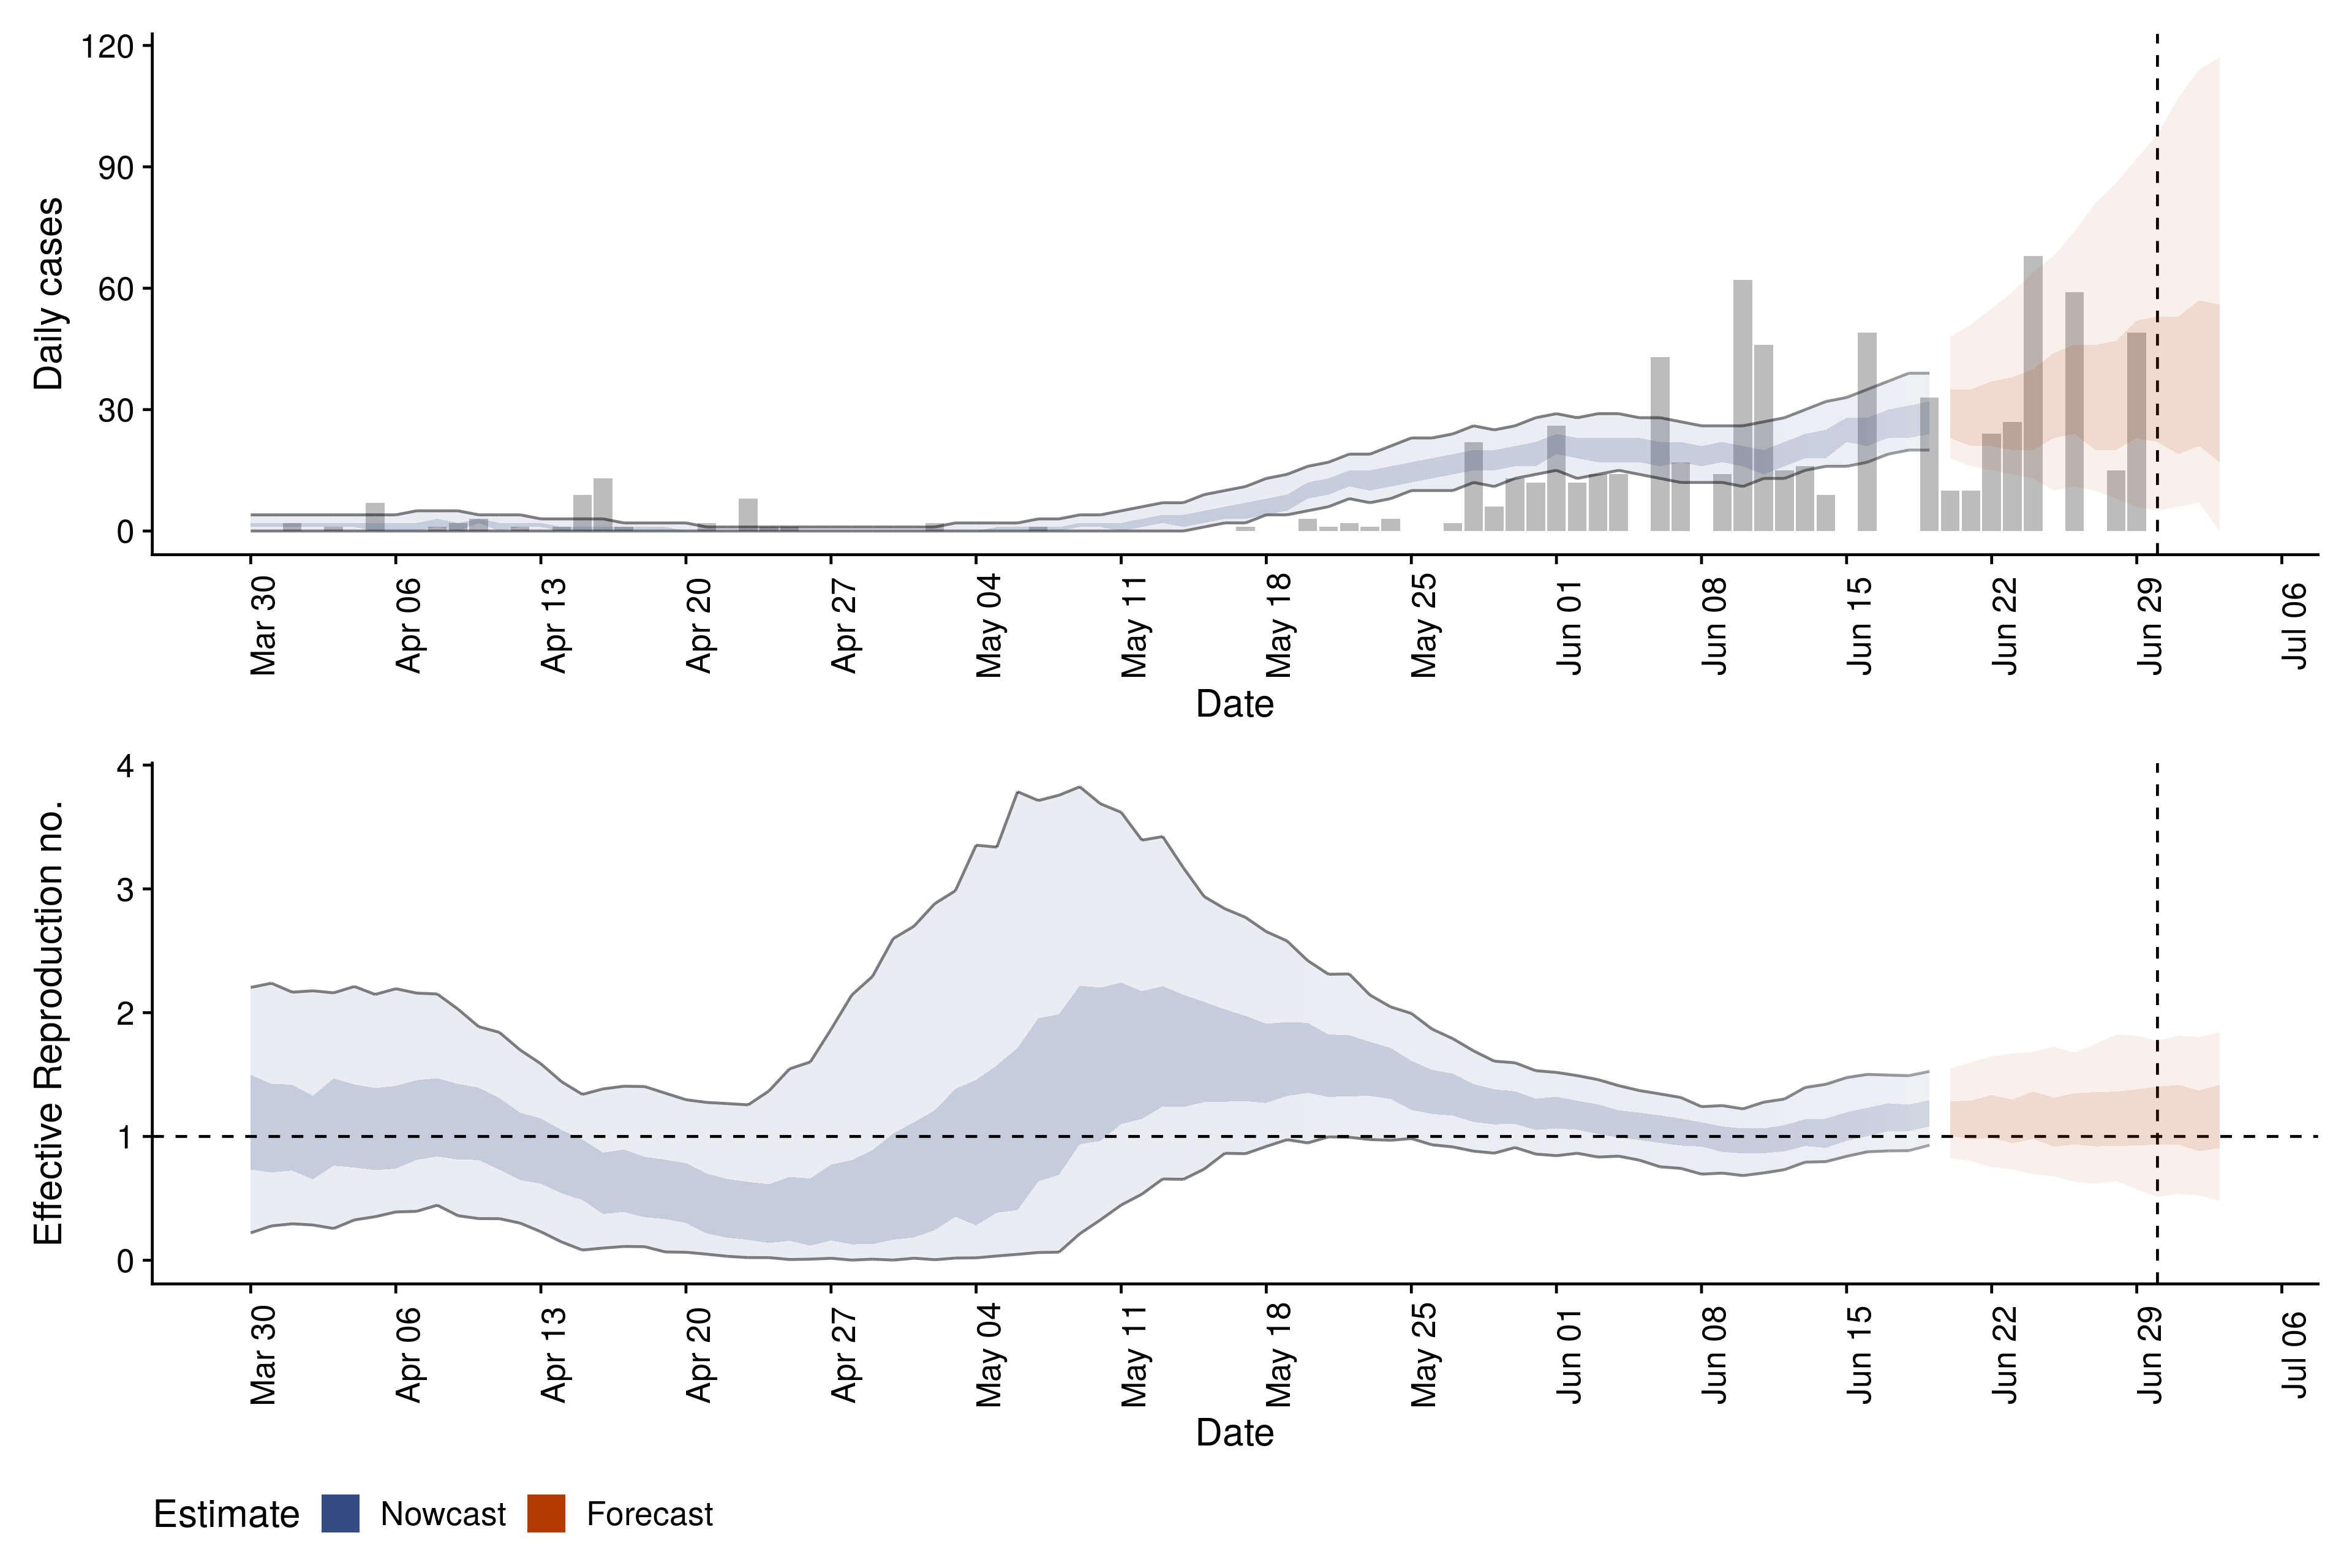 120
90
60
30
0
Daily cases
Mar 30
Apr 06
Apr 13
Apr 20
Apr 27
May 04
May 11
May 18
May 25
Jun 01
Jun 08
Jun 15
Jun 22
Jun 29
Jul 06
Date
4
3
2
1
0
Effective Reproduction no.
Mar 30
Apr 06
Apr 13
Apr 20
Apr 27
May 04
May 11
May 18
May 25
Jun 01
Jun 08
Jun 15
Jun 22
Jun 29
Jul 06
Date
Estimate Nowcast Forecast